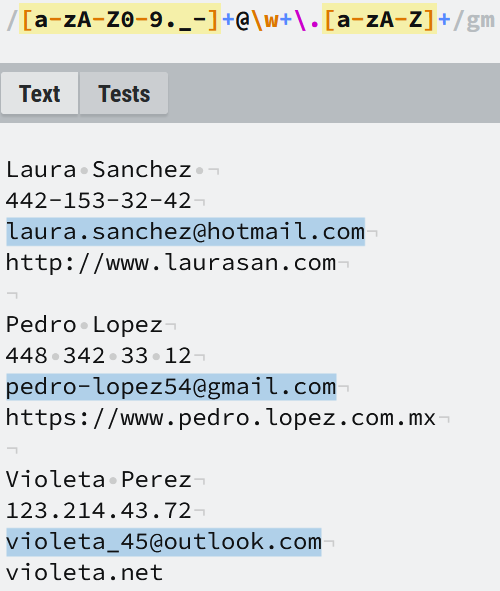 /[a-zA-Z0-9._-]+@\w+\.[a-zA-Z]+/gm
Text Tests
Laura·Sanchez·¬
442-153-32-42¬
laura.sanchez@hotmail.com¬
http://www.laurasan.com¬
¬
Pedro·Lopez¬
448·342·33·12¬
pedro-lopez54@gmail.com¬
https://www.pedro.lopez.com.mx¬
¬
Violeta·Perez¬
123.214.43.72¬
violeta_45@outlook.com¬
violeta.net